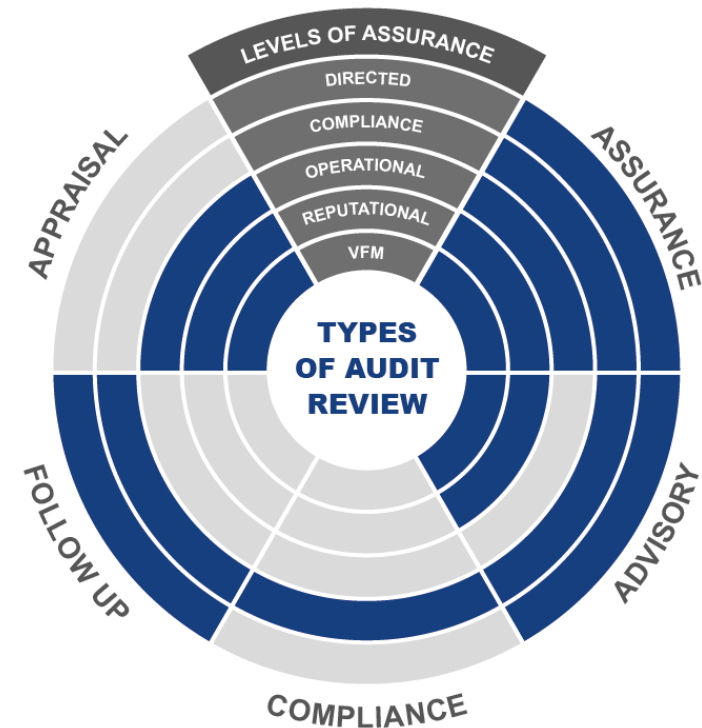 LEVELS OF ASSURANCE
DIRECTED
COMPLIANCE
OPERATIONAL
REPUTATIONAL
VFM
TYPES
OF AUDIT
REVIEW
APPRAISAL
ASSURANCE
FOLLOW UP
ADVISORY
COMPLIANCE